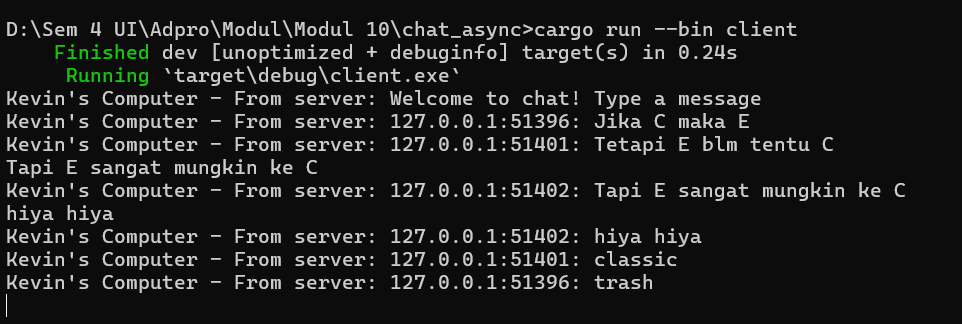 D:\Sem 4 UI\Adpro\Modul\Modul 10\chat_async>cargo run --bin client
    Finished dev [unoptimized + debuginfo] target(s) in 0.24s
     Running `target\debug\client.exe`
Kevin's Computer - From server: Welcome to chat! Type a message
Kevin's Computer - From server: 127.0.0.1:51396: Jika C maka E
Kevin's Computer - From server: 127.0.0.1:51401: Tetapi E blm tentu C
Tapi E sangat mungkin ke C
Kevin's Computer - From server: 127.0.0.1:51402: Tapi E sangat mungkin ke C
hiya hiya
Kevin's Computer - From server: 127.0.0.1:51402: hiya hiya
Kevin's Computer - From server: 127.0.0.1:51401: classic
Kevin's Computer - From server: 127.0.0.1:51396: trash